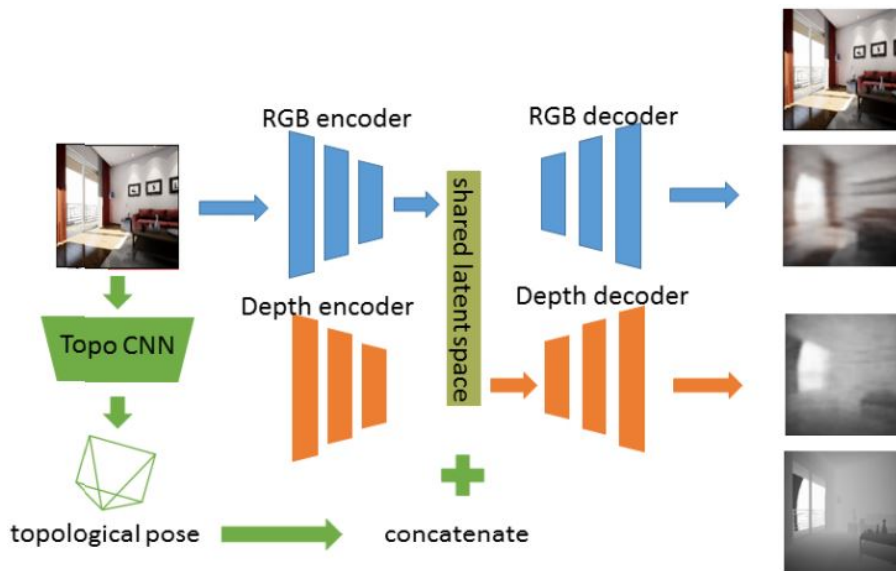 RGB encoder
RGB decoder
shared latent space
Depth encoder
Depth decoder
Topo CNN
topological pose
concatenate